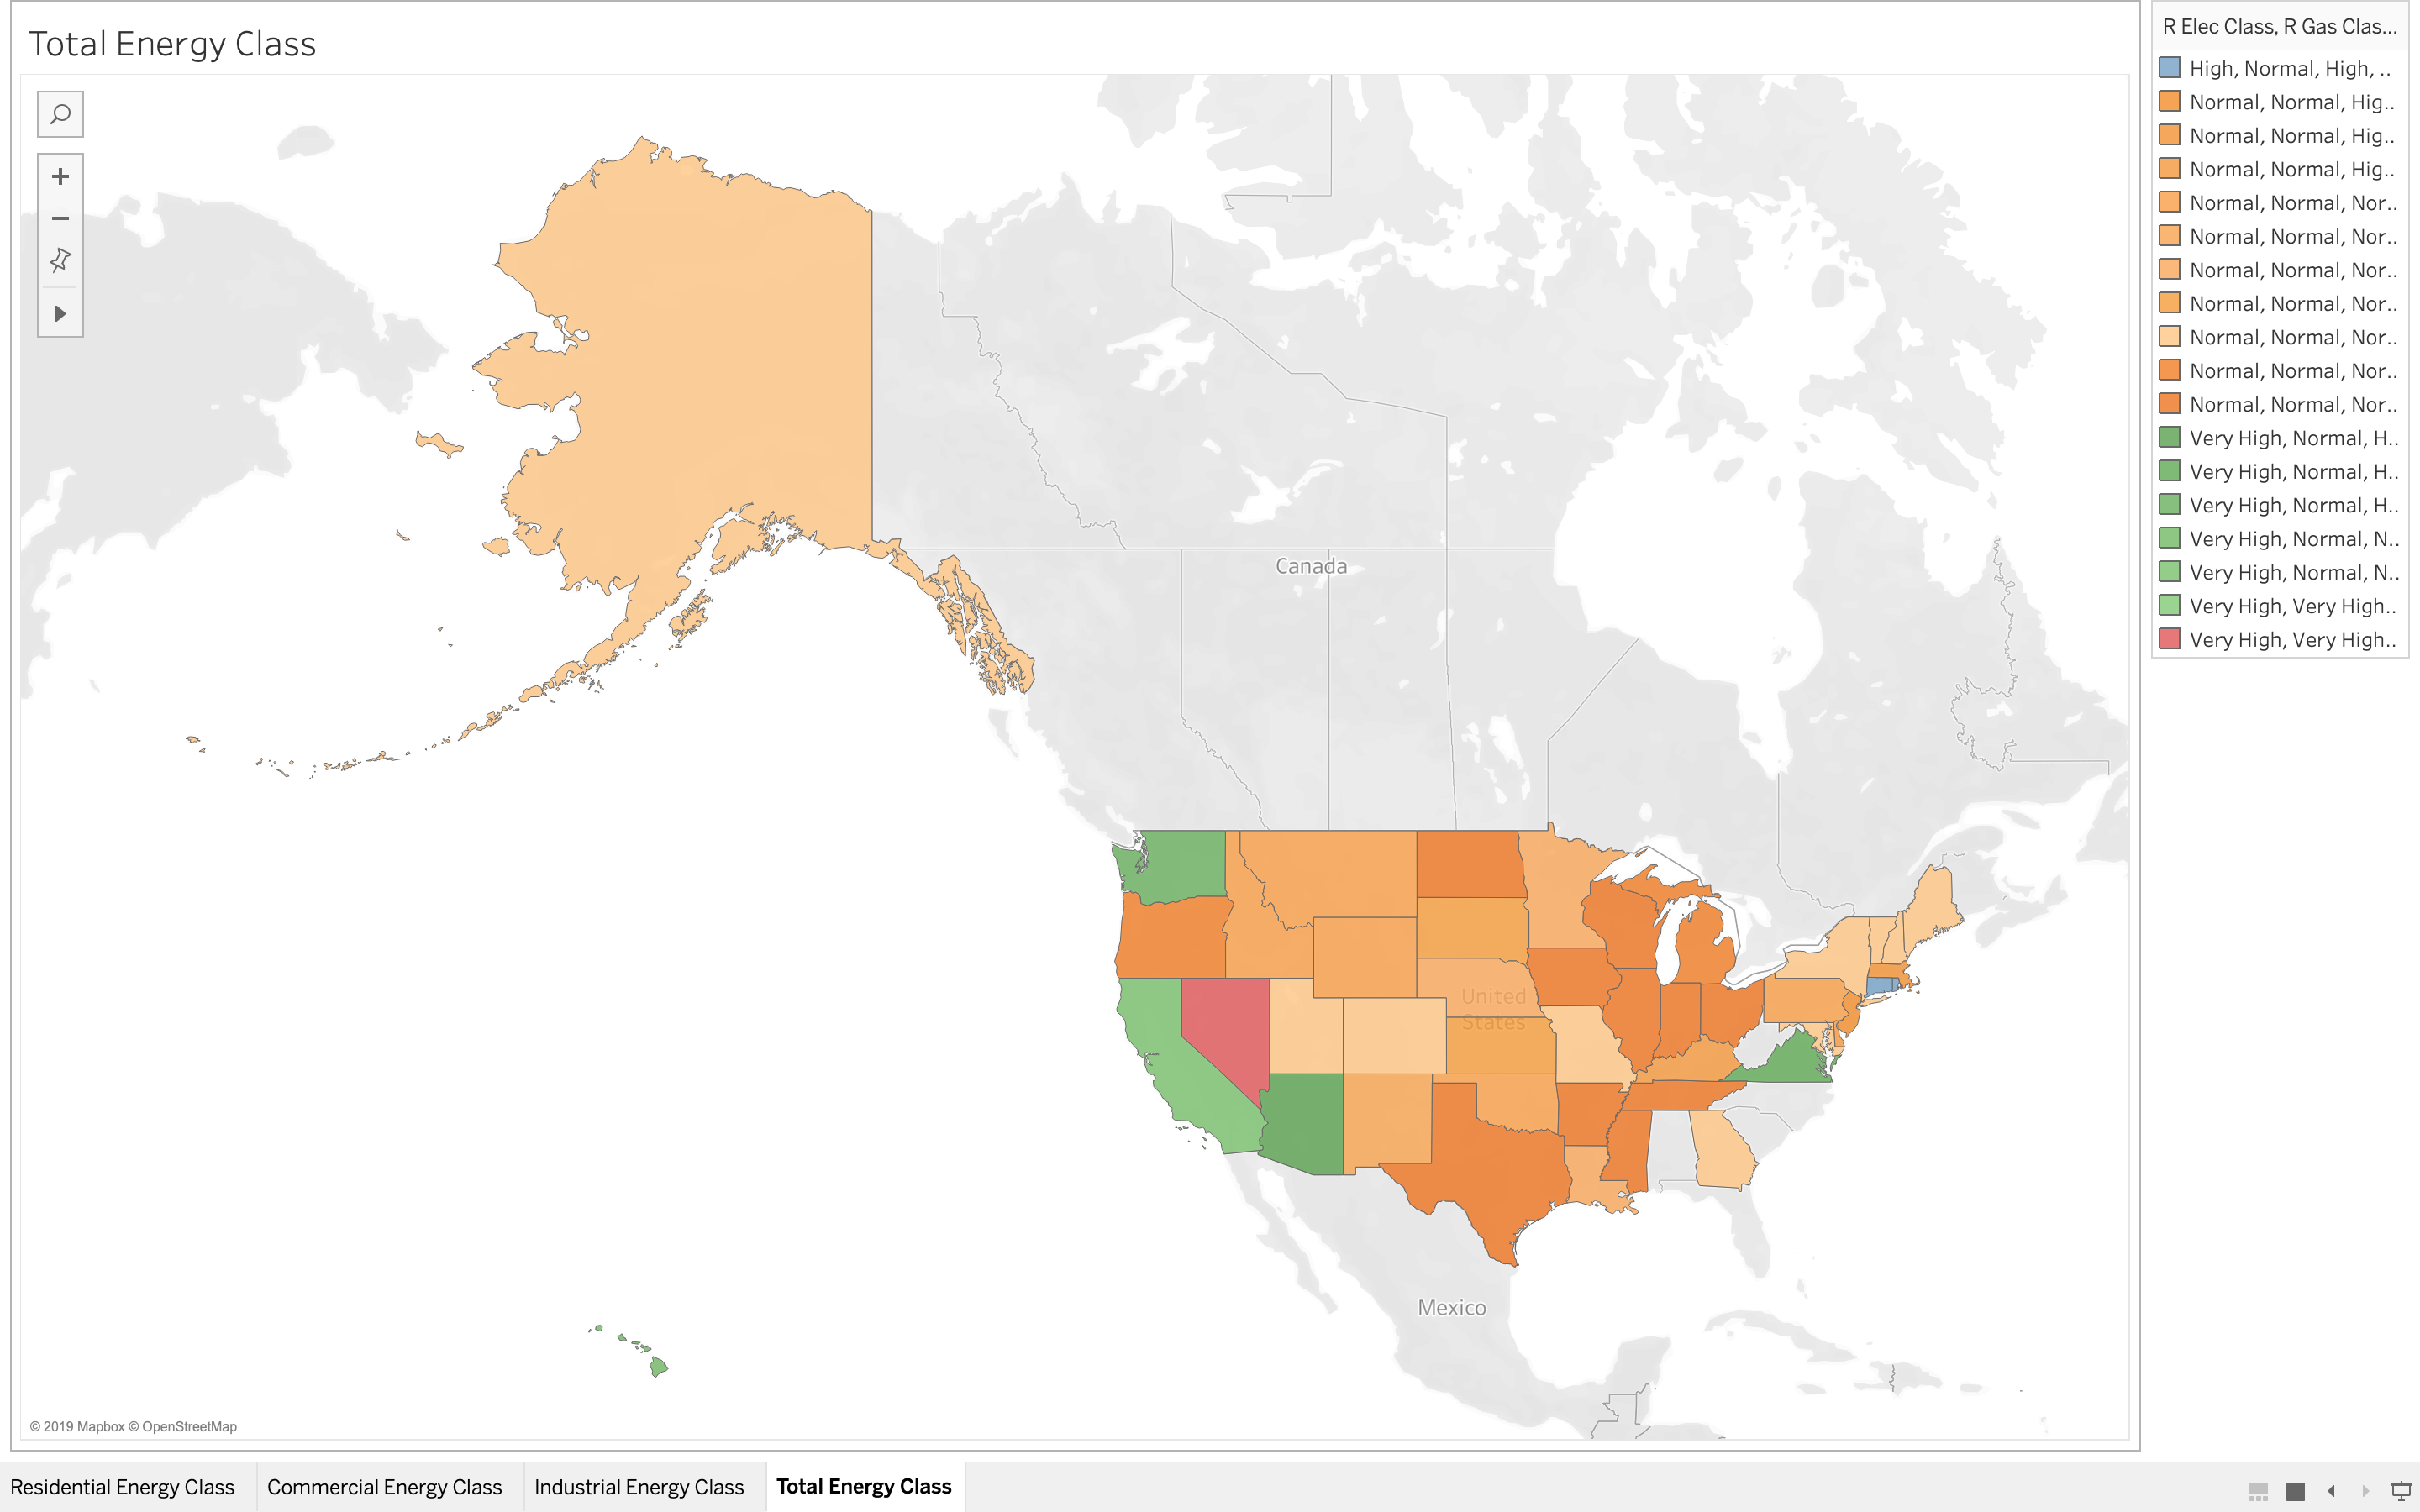 Total Energy Class
R Elec Class, R Gas Clas...
High, Normal, High, ..
Normal, Normal, Hig..
Normal, Normal, Hig..
Normal, Normal, Hig..
Normal, Normal, Nor..
Normal, Normal, Nor..
Normal, Normal, Nor..
Normal, Normal, Nor..
Normal, Normal, Nor..
Normal, Normal, Nor..
Normal, Normal, Nor..
Very High, Normal, H..
Very High, Normal, H..
Very High, Normal, H..
Very High, Normal, N..
Very High, Normal, N..
Very High, Very High..
Very High, Very High..
Canada
United
States
Mexico
© 2019 Mapbox © OpenStreetMap
Residential Energy Class
Commercial Energy Class
Industrial Energy Class
Total Energy Class